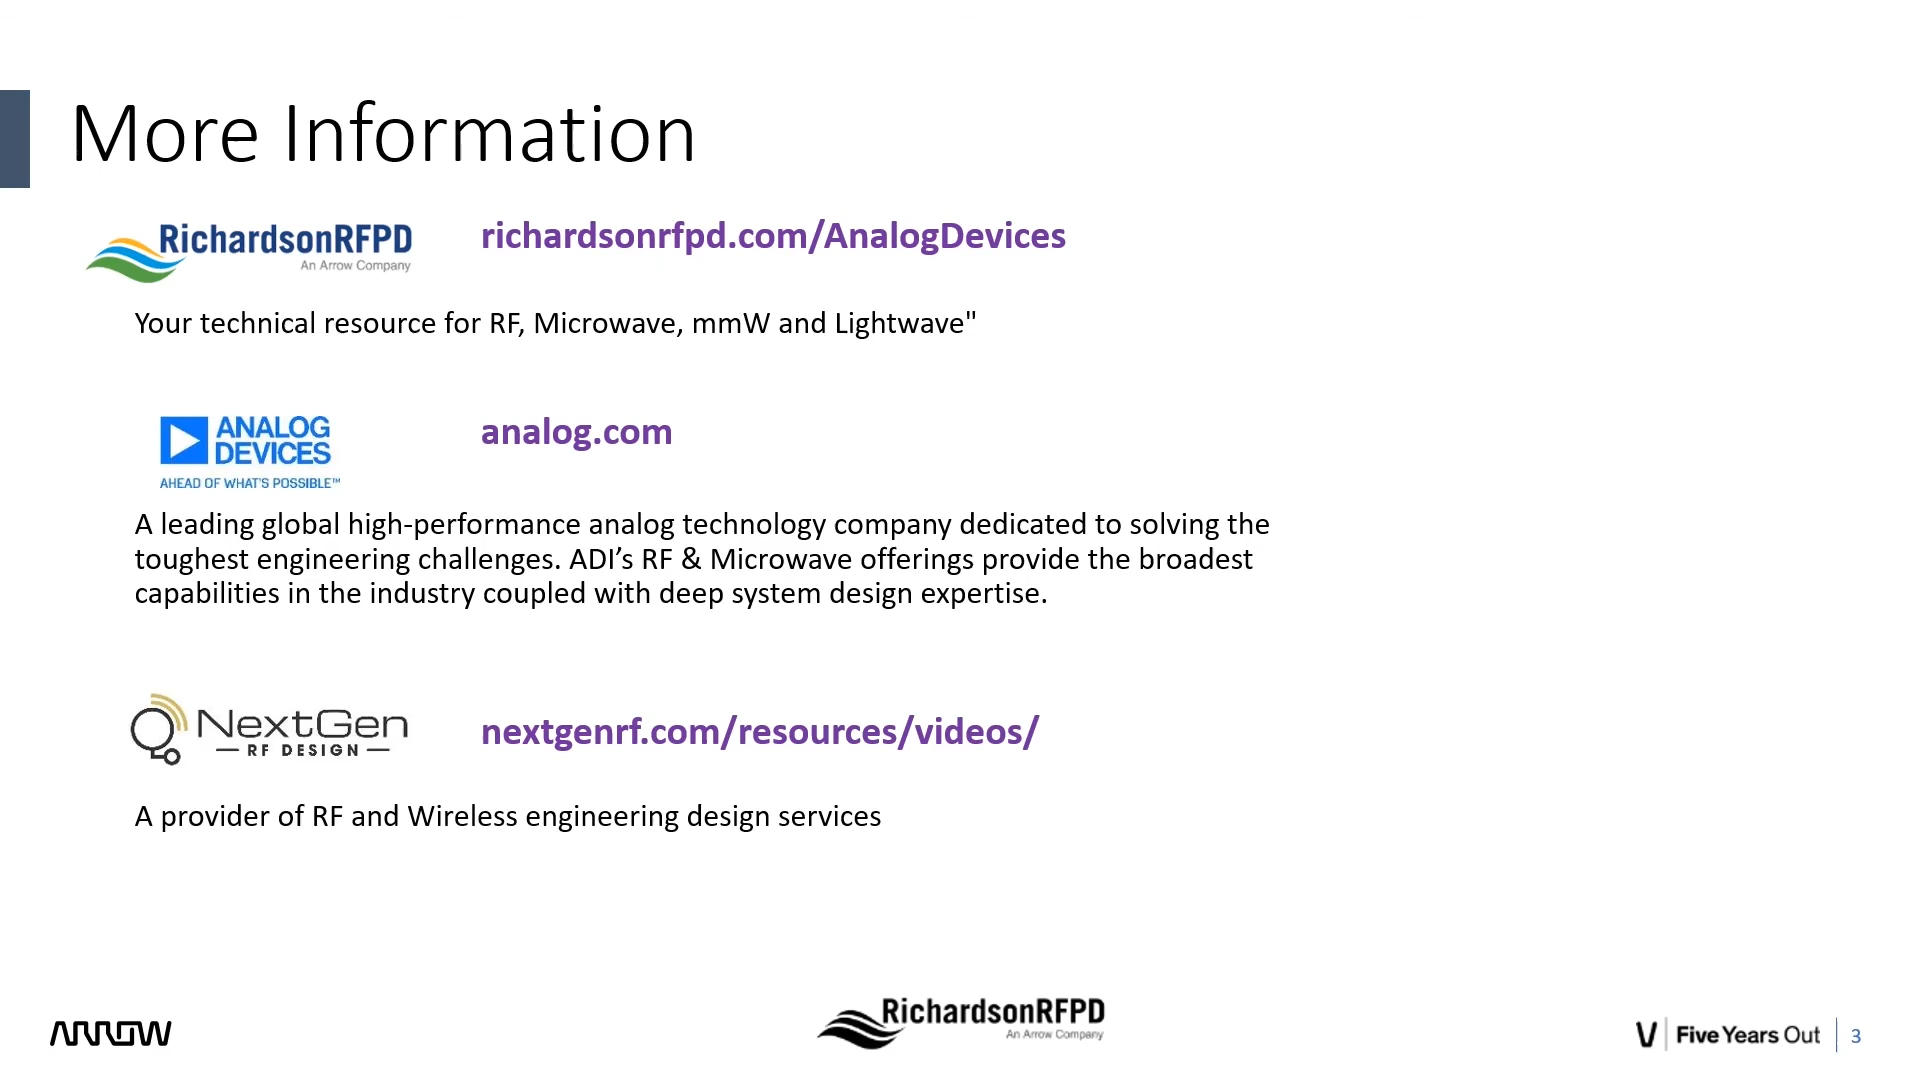 More Information
RichardsonRFPD
An Arrow Company
richardsonrfpd.com/AnalogDevices
Your technical resource for RF, Microwave, mmW and Lightwave"
ANALOG
DEVICES
AHEAD OF WHAT'S POSSIBLE™
analog.com
A leading global high-performance analog technology company dedicated to solving the
toughest engineering challenges. ADI’s RF & Microwave offerings provide the broadest
capabilities in the industry coupled with deep system design expertise.
NextGen
RF DESIGN
nextgenrf.com/resources/videos/
A provider of RF and Wireless engineering design services
ARROW
RichardsonRFPD
An Arrow Company
Five Years Out
3